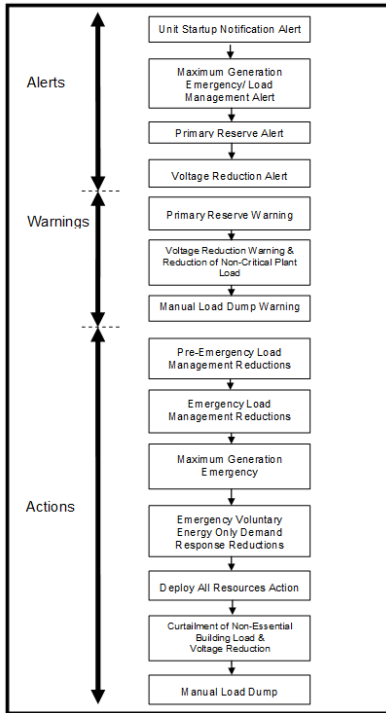 Alerts
Unit Startup Notification Alert
Maximum Generation
Emergency/ Load
Management Alert
Primary Reserve Alert
Voltage Reduction Alert
Warnings
Primary Reserve Warning
Voltage Reduction Warning &
Reduction of Non-Critical Plant
Load
Manual Load Dump Warning
Actions
Pre-Emergency Load
Management Reductions
Emergency Load
Management Reductions
Maximum Generation
Emergency
Emergency Voluntary
Energy Only Demand
Response Reductions
Deploy All Resources Action
Curtailment of Non-Essential
Building Load &
Voltage Reduction
Manual Load Dump